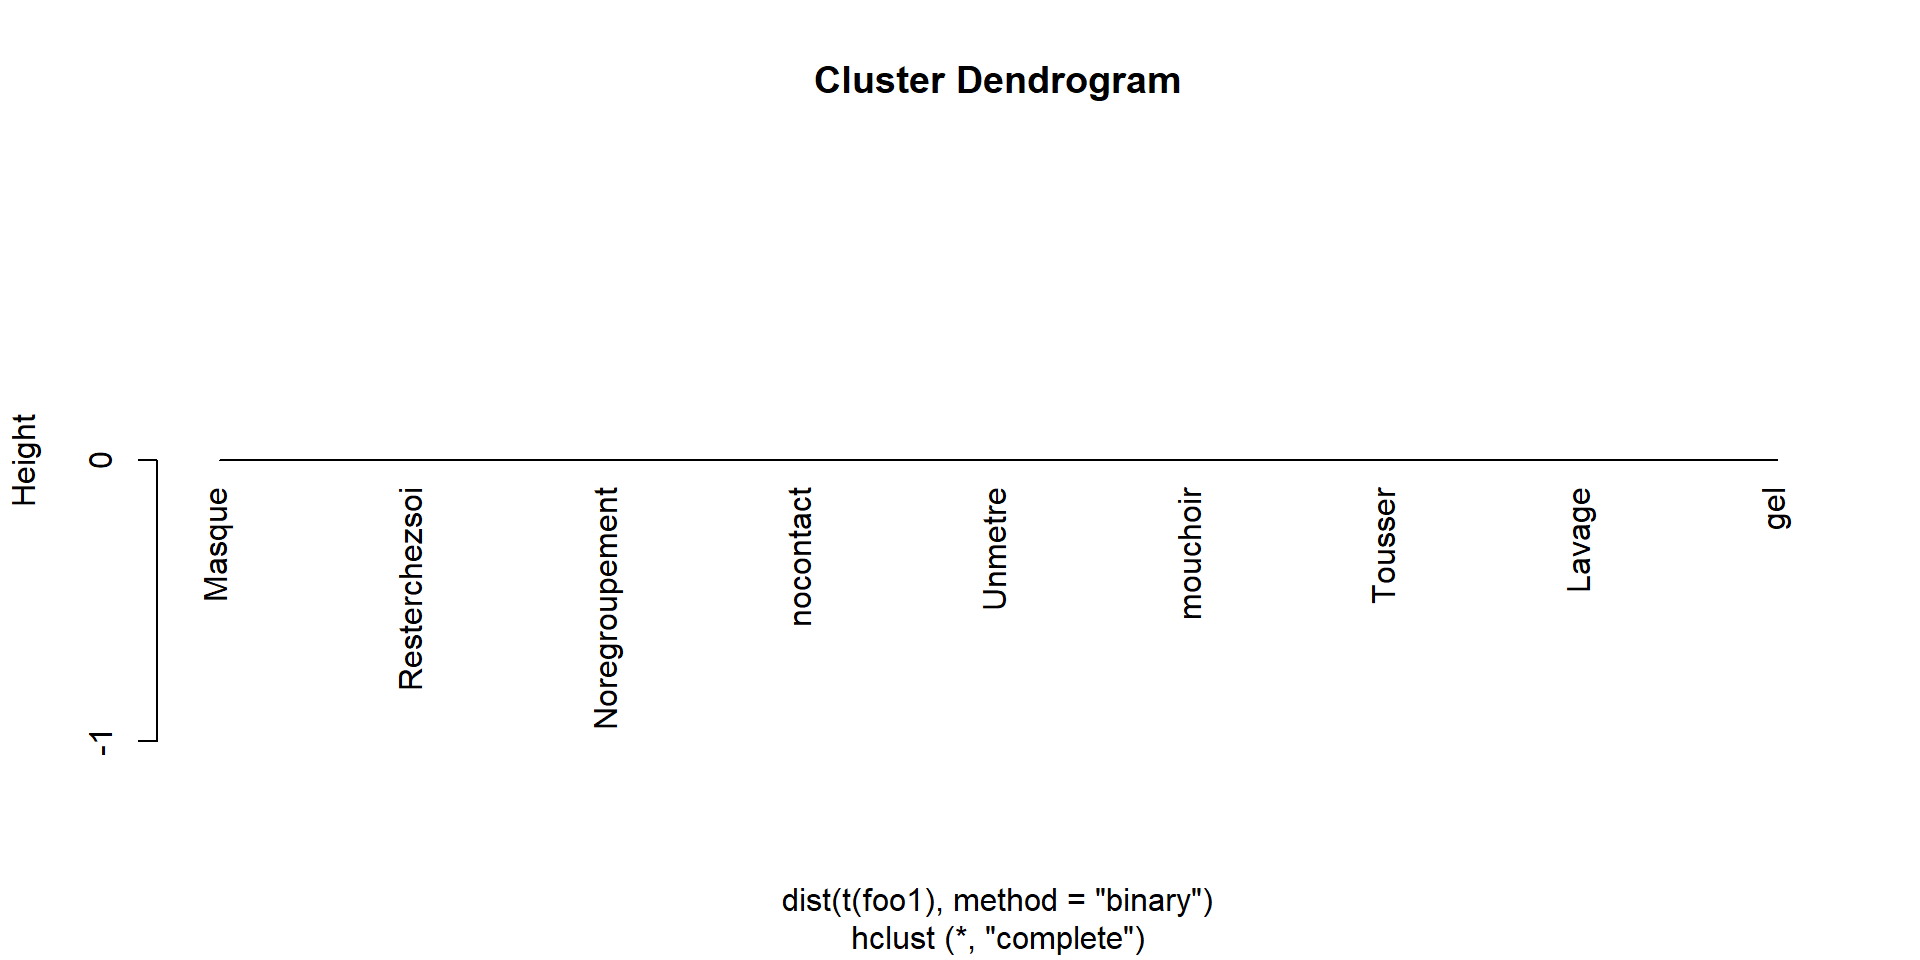 Cluster Dendrogram
Height
0
-1
Masque
Resterchezsoi
Noregroupement
nocontact
Unmetre
mouchoir
Tousser
Lavage
gel
dist(t(foo1), method = "binary")
hclust (*, "complete")